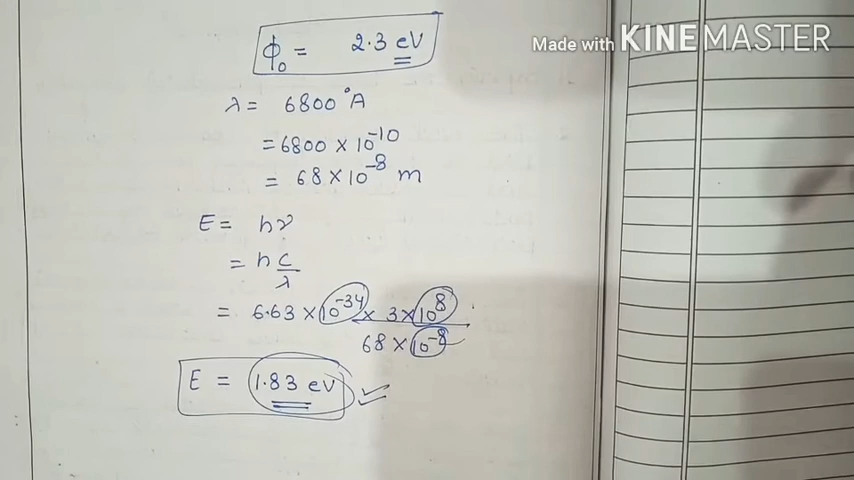 ϕ₀ = 2.3 eV
Made with KINEMASTER
λ = 6800 °A
= 6800 × 10⁻¹⁰
= 68 × 10⁻⁸ m
E = hν
= h c/λ
= 6.63 × 10⁻³⁴ × 3 × 10⁸
68 × 10⁻⁸
E = 1.83 eV